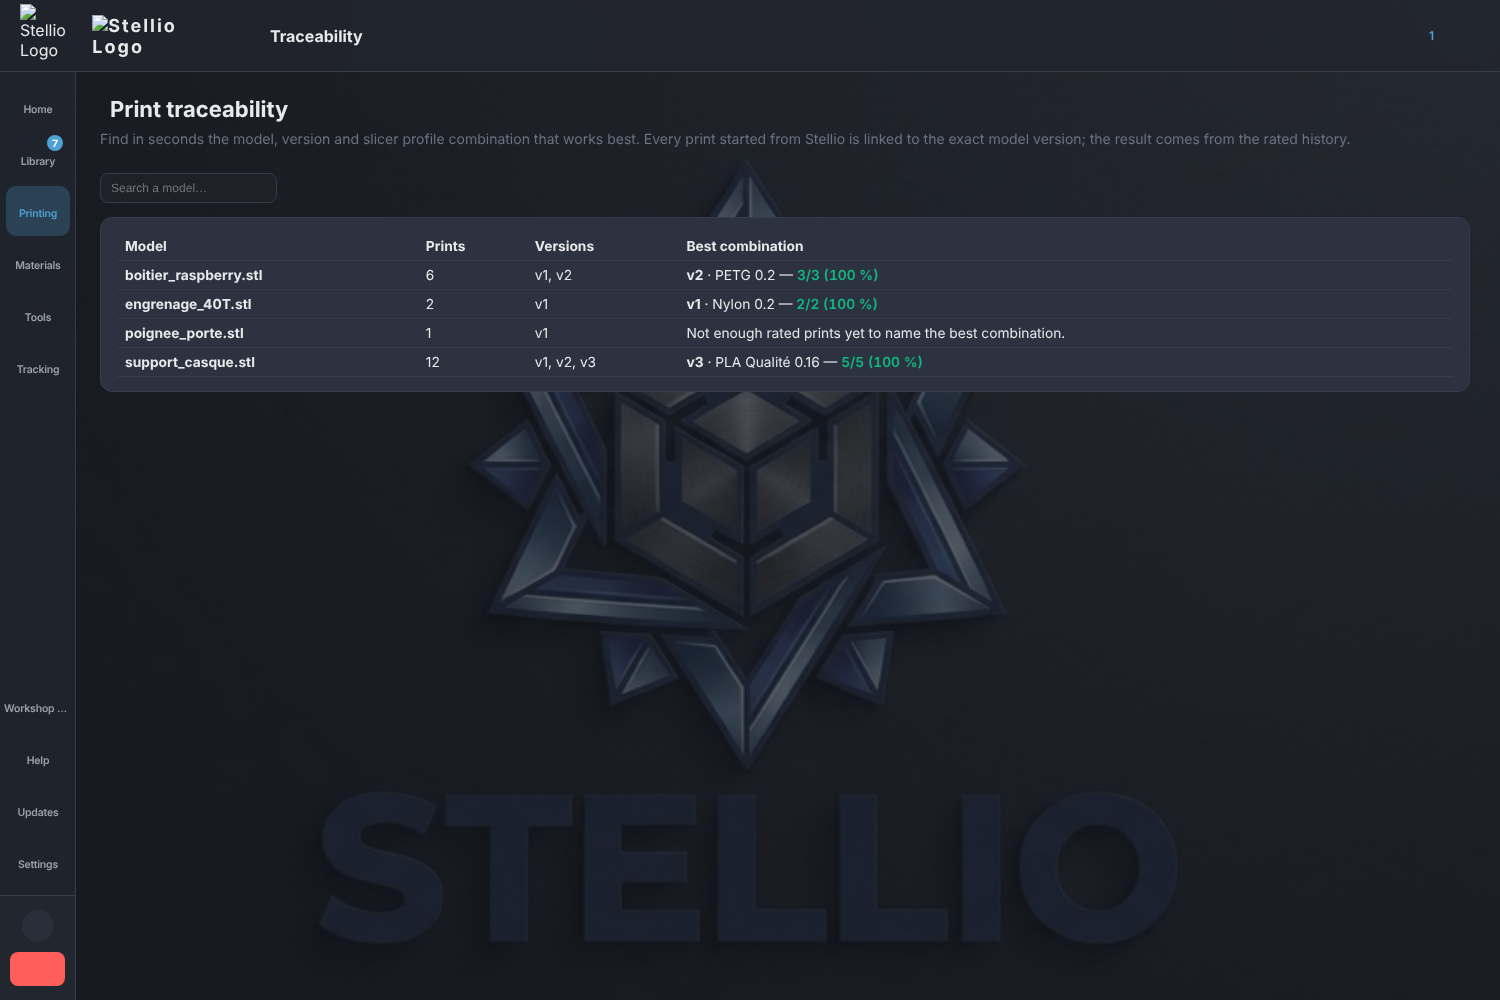 Stellio Logo
Stellio Logo
Traceability
1
Home
7
Library
Printing
Materials
Tools
Tracking
Workshop ...
Help
Updates
Settings
Print traceability
Find in seconds the model, version and slicer profile combination that works best. Every print started from Stellio is linked to the exact model version; the result comes from the rated history.
Search a model...
Model Prints Versions Best combination
boitier_raspberry.stl 6 v1, v2 v2 · PETG 0.2 — 3/3 (100 %)
engrenage_40T.stl 2 v1 v1 · Nylon 0.2 — 2/2 (100 %)
poignee_porte.stl 1 v1 Not enough rated prints yet to name the best combination.
support_casque.stl 12 v1, v2, v3 v3 · PLA Qualité 0.16 — 5/5 (100 %)
STELLIO